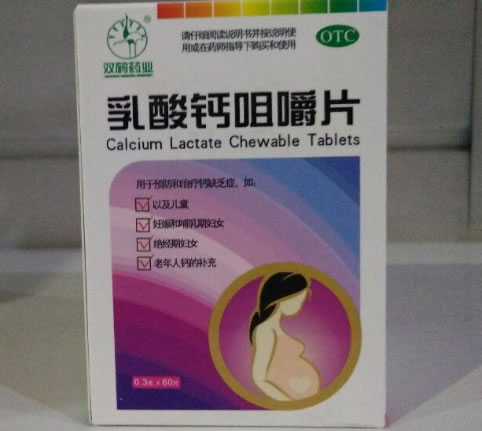 请仔细阅读说明书并按说明使
用或在药师指导下购买和使用
OTC
双鹤药业
乳酸钙咀嚼片
Calcium Lactate Chewable Tablets
用于预防和治疗钙缺乏症，如：
以及儿童
妊娠和哺乳期妇女
绝经期妇女
老年人钙的补充
0.3克x60片